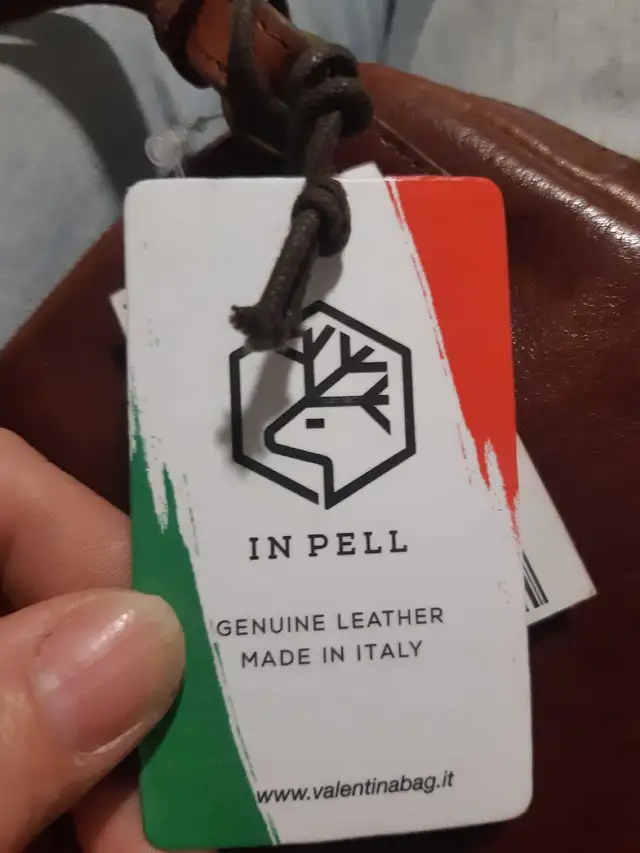 IN PELL
GENUINE LEATHER
MADE IN ITALY
www.valentinabag.it